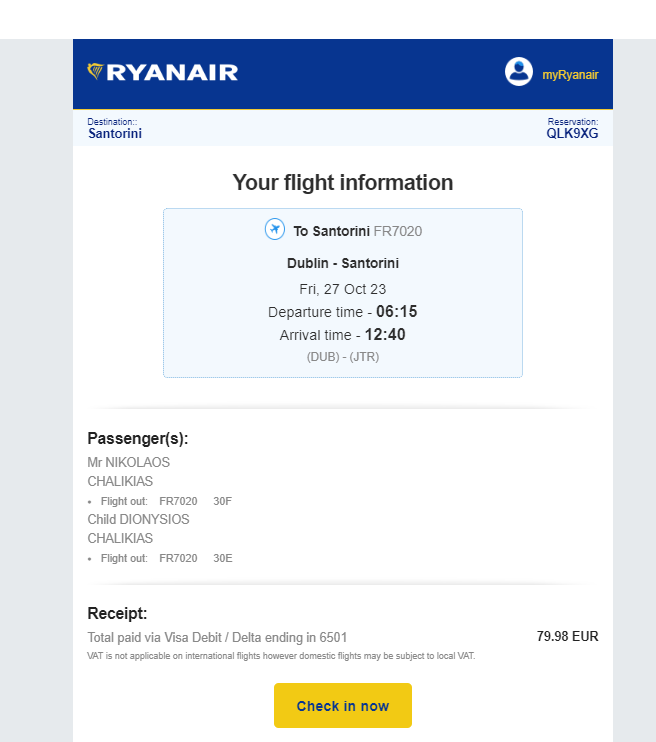 RYANAIR
myRyanair
Destination::
Santorini
Reservation:
QLK9XG
Your flight information
To Santorini FR7020
Dublin - Santorini
Fri, 27 Oct 23
Departure time - 06:15
Arrival time - 12:40
(DUB) - (JTR)
Passenger(s):
Mr NIKOLAOS
CHALIKIAS
• Flight out: FR7020 30F
Child DIONYSIOS
CHALIKIAS
• Flight out: FR7020 30E
Receipt:
Total paid via Visa Debit / Delta ending in 6501 79.98 EUR
VAT is not applicable on international flights however domestic flights may be subject to local VAT.
Check in now